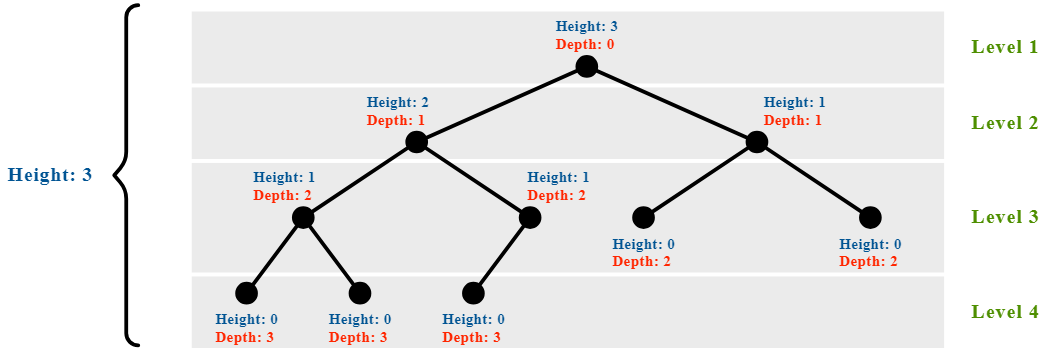 Height: 3
Depth: 0
Level 1
Height: 2
Depth: 1
Height: 1
Depth: 1
Level 2
Height: 3
Height: 1
Depth: 2
Height: 1
Depth: 2
Height: 0
Depth: 2
Height: 0
Depth: 2
Level 3
Height: 0
Depth: 3
Height: 0
Depth: 3
Height: 0
Depth: 3
Level 4